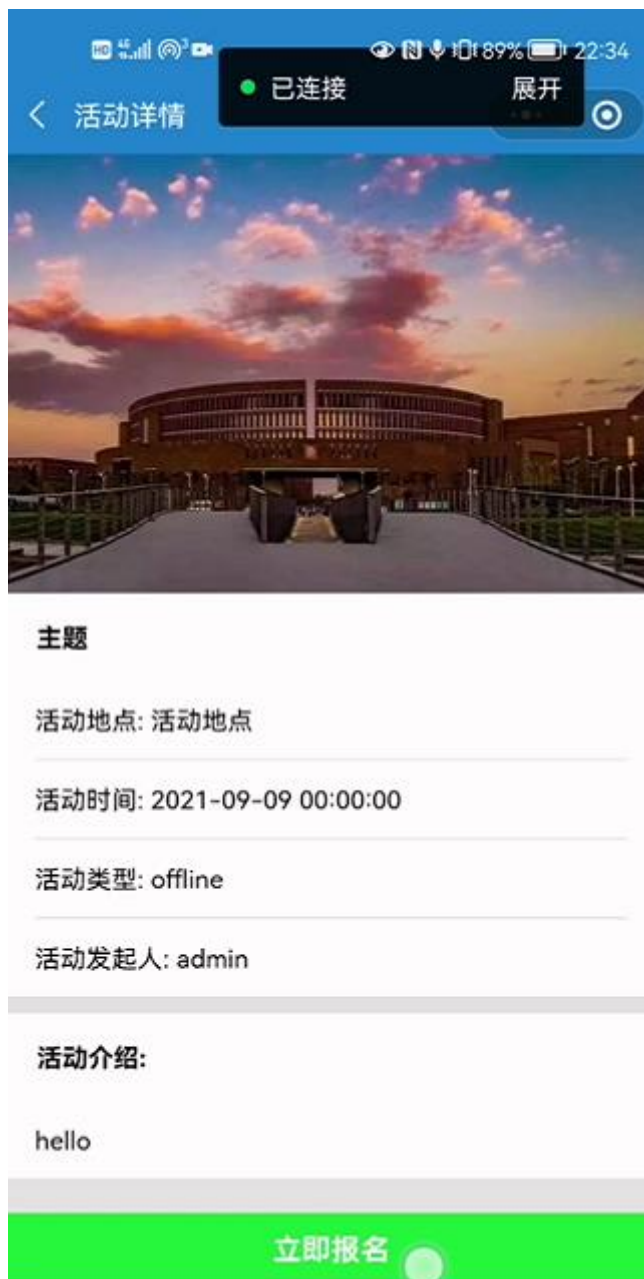 HD 4G 89% 22:34
已连接 展开
活动详情
主题
活动地点: 活动地点
活动时间: 2021-09-09 00:00:00
活动类型: offline
活动发起人: admin
活动介绍:
hello
立即报名